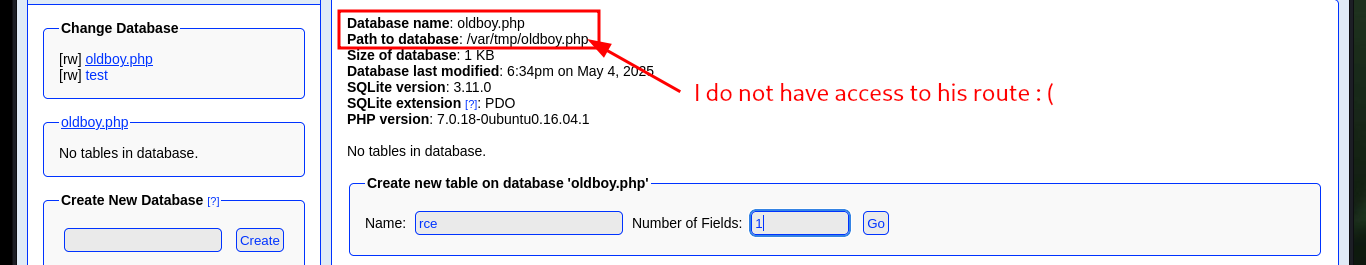 Change Database
[rw] oldboy.php
[rw] test
oldboy.php
No tables in database.
Create New Database [?]
Create
Database name: oldboy.php
Path to database: /var/tmp/oldboy.php
Size of database: 1 KB
Database last modified: 6:34pm on May 4, 2025
SQLite version: 3.11.0
SQLite extension [?]: PDO
PHP version: 7.0.18-0ubuntu0.16.04.1
I do not have access to his route : (
No tables in database.
Create new table on database 'oldboy.php'
Name: rce Number of Fields: 1 Go